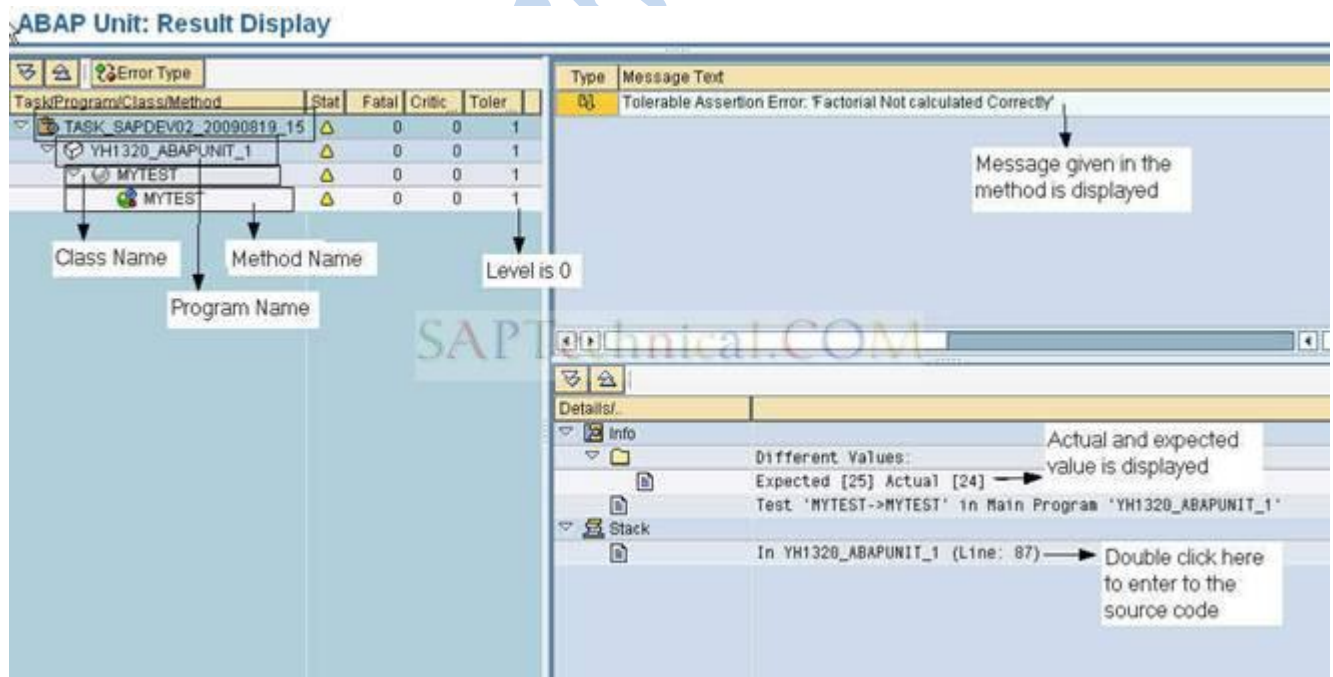 ABAP Unit: Result Display
Error Type
Task/Program/Class/Method Stat Fatal Critic Toler
TASK_SAPDEV02_20090819_15 0 0 1
YH1320_ABAPUNIT_1 0 0 1
MYTEST 0 0 1
MYTEST 0 0 1
Class Name
Method Name
Program Name
Level is 0
Type Message Text
Tolerable Assertion Error: 'Factorial Not calculated Correctly'
Message given in the
method is displayed
SAPTechnical.COM
Details/..
Info
Different Values:
Expected [25] Actual [24]
Actual and expected
value is displayed
Test 'MYTEST->MYTEST' in Main Program 'YH1320_ABAPUNIT_1'
Stack
In YH1320_ABAPUNIT_1 (Line: 87)
Double click here
to enter to the
source code